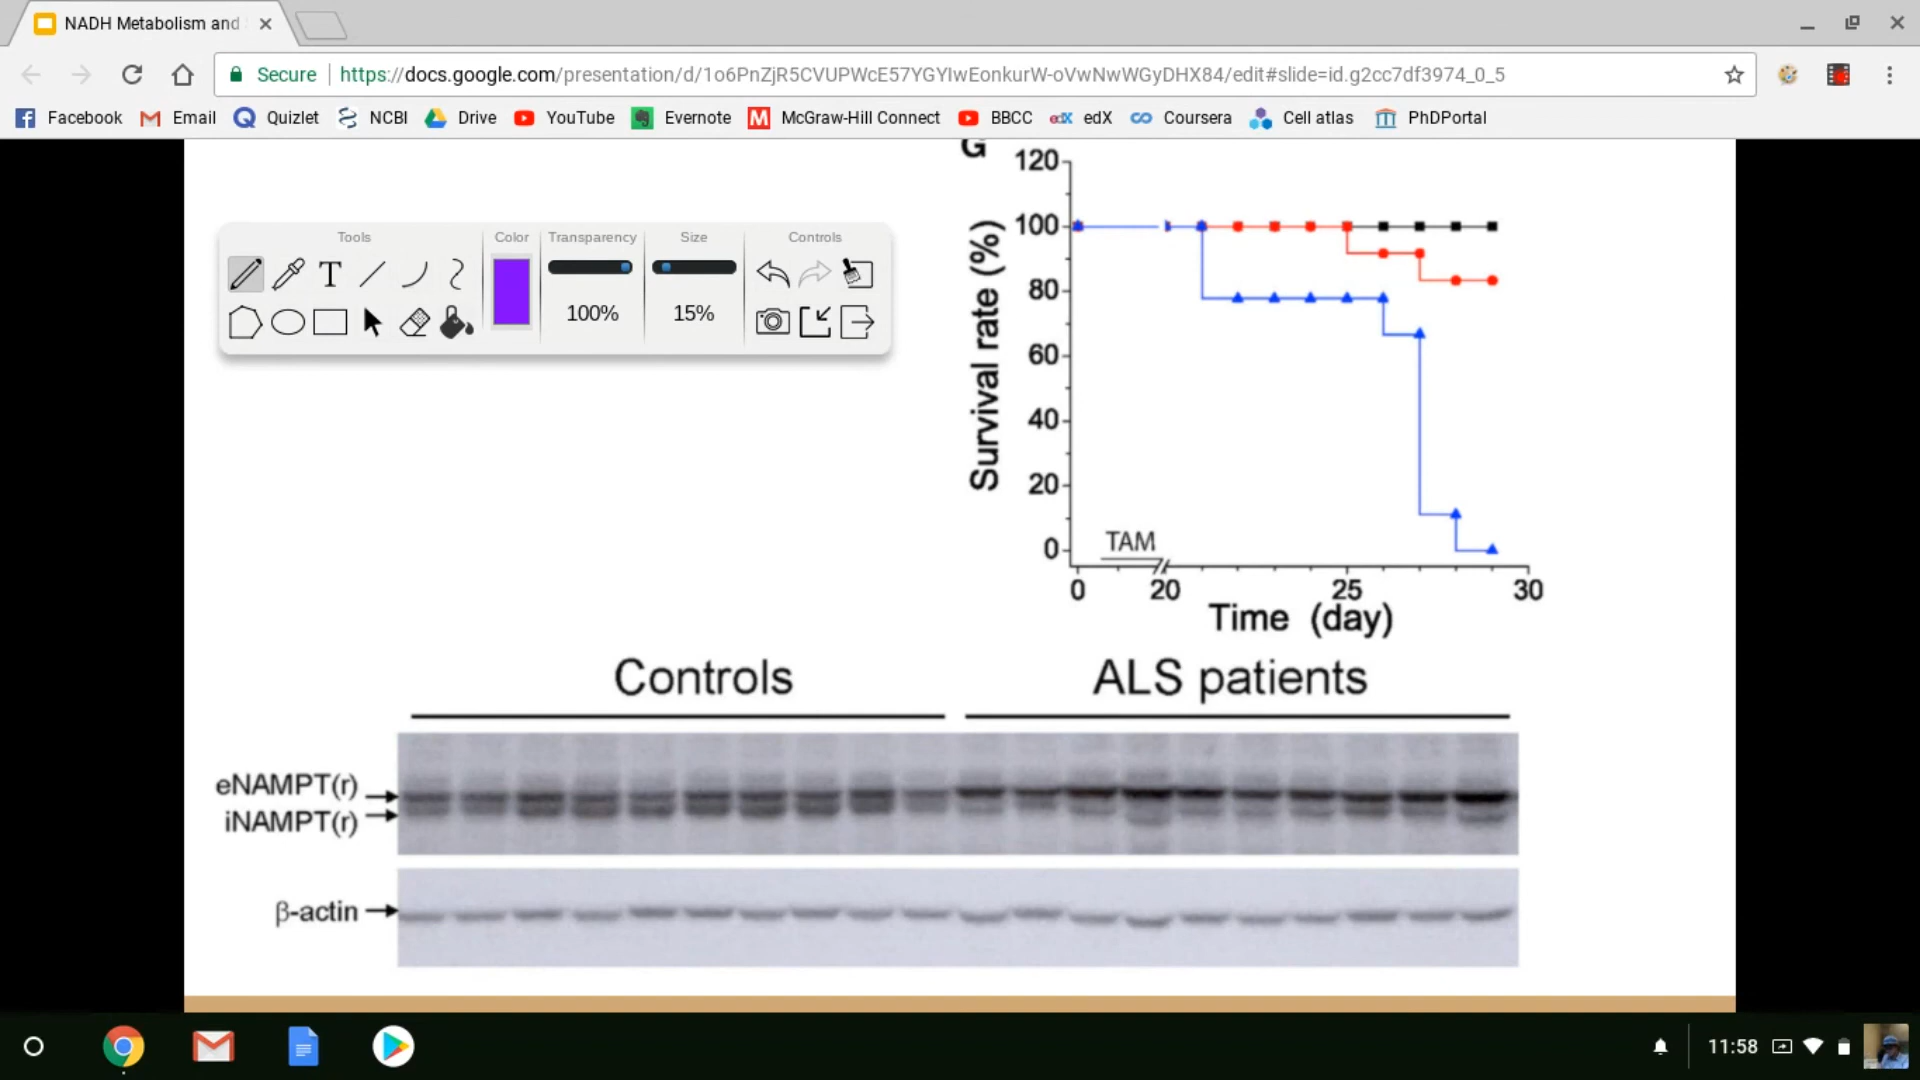 NADH Metabolism and
Secure
https://docs.google.com/presentation/d/1o6PnZjR5CVUPWcE57YGYIwEonkurW-oVwNwWGyDHX84/edit#slide=id.g2cc7df3974_0_5
Facebook Email Quizlet NCBI Drive YouTube Evernote McGraw-Hill Connect BBCC edX Coursera Cell atlas PhDPortal
G
Tools Color Transparency Size Controls
T
100% 15%
Survival rate (%)
120
100
80
60
40
20
0
TAM
0 20 25 30
Time (day)
Controls ALS patients
eNAMPT(r)
iNAMPT(r)
β-actin
11:58